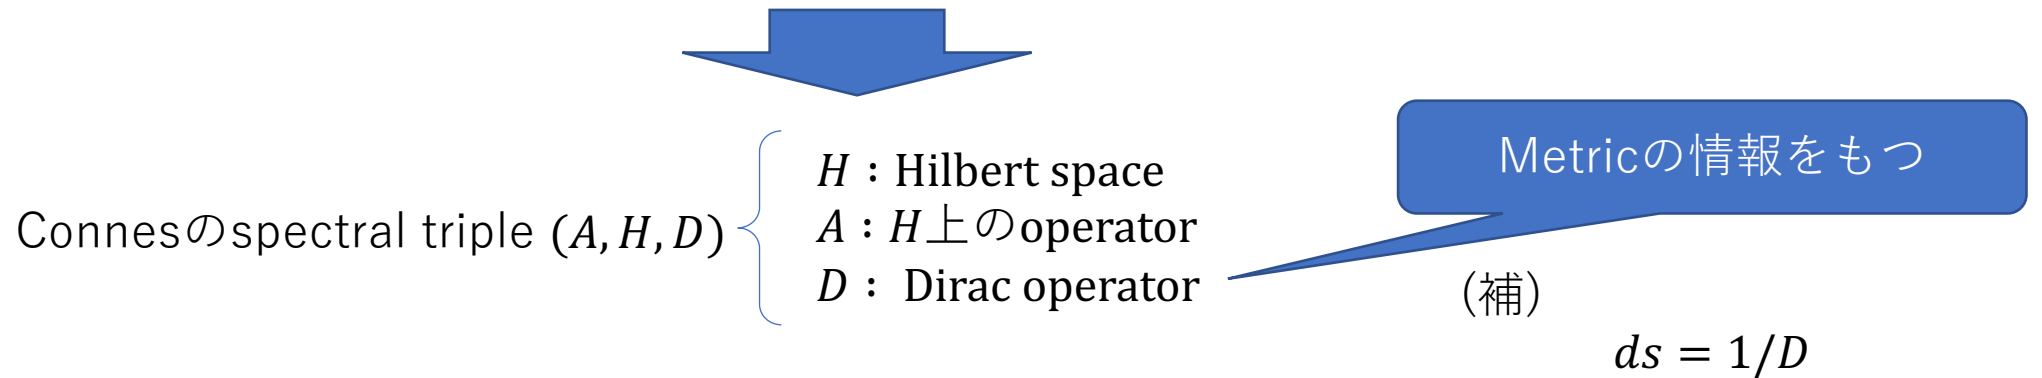 Metricの情報をもつ
H : Hilbert space
Connesのspectral triple (A, H, D)
A : H上のoperator
D : Dirac operator
(補)
ds = 1/D